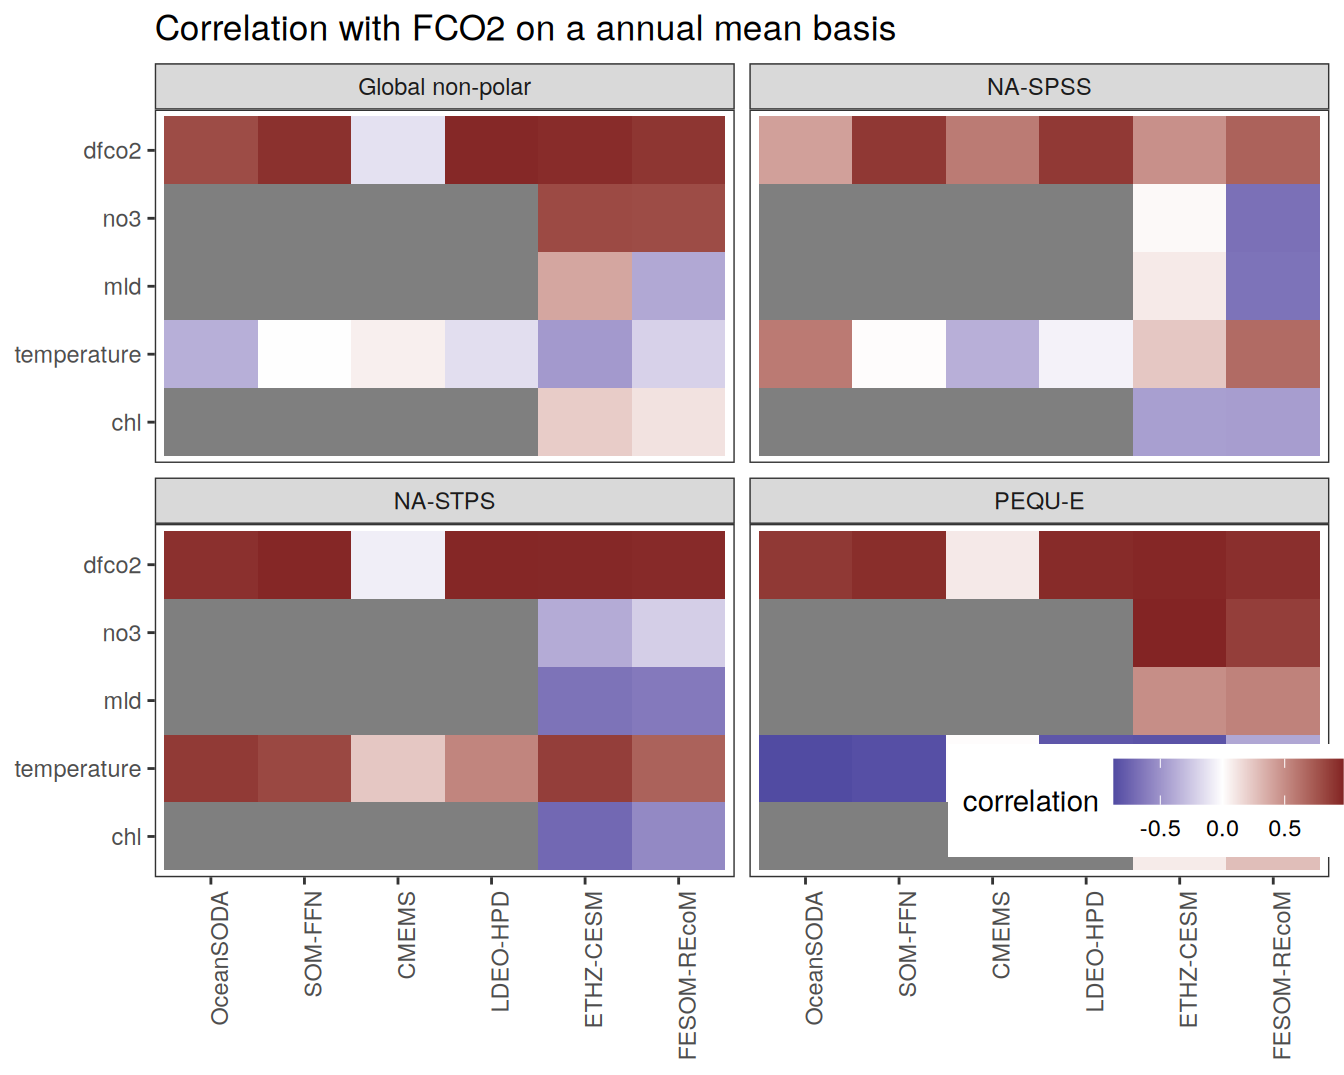 Correlation with FCO2 on a annual mean basis
Global non-polar
NA-SPSS
dfco2
no3
mld
temperature
chl
NA-STPS
PEQU-E
dfco2
no3
mld
temperature
chl
correlation
-0.5 0.0 0.5
OceanSODA
SOM-FFN
CMEMS
LDEO-HPD
ETHZ-CESM
FESOM-REcoM
OceanSODA
SOM-FFN
CMEMS
LDEO-HPD
ETHZ-CESM
FESOM-REcoM